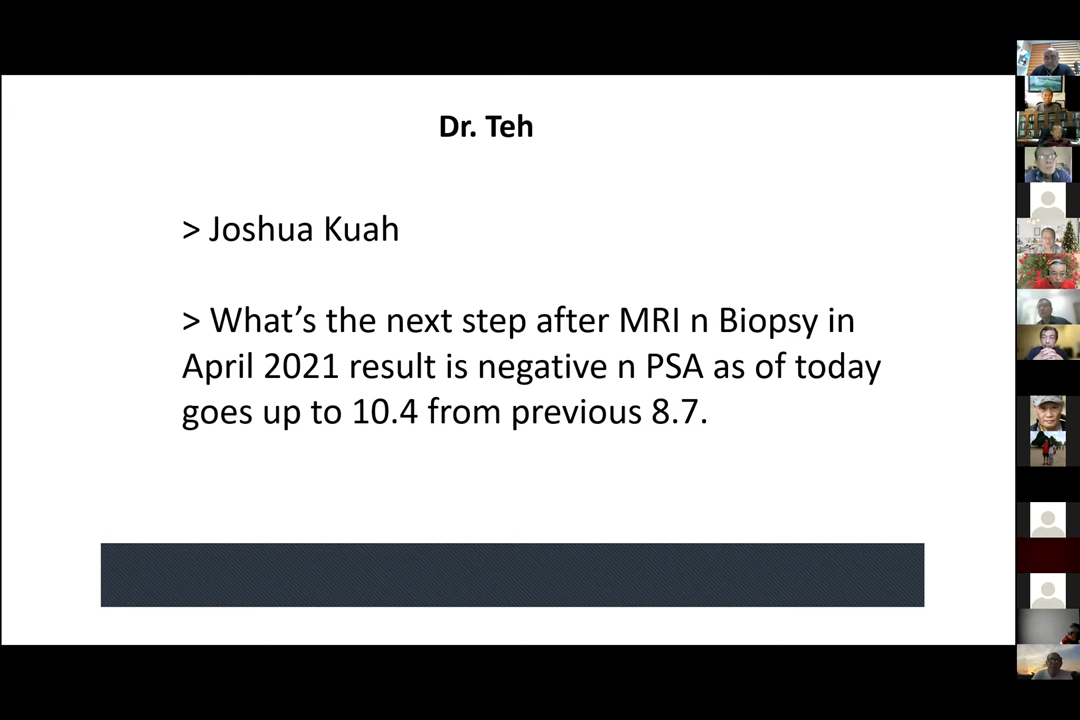 Dr. Teh
> Joshua Kuah
> What’s the next step after MRI n Biopsy in
April 2021 result is negative n PSA as of today
goes up to 10.4 from previous 8.7.